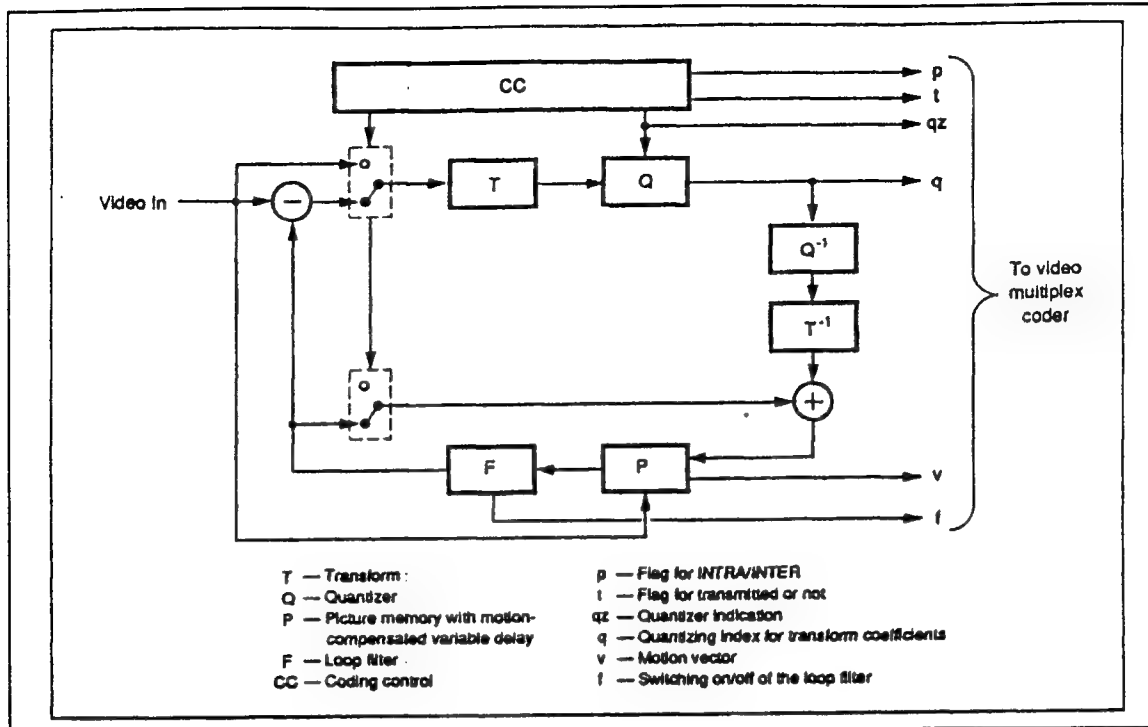 CC
p
t
qz
T
Q
q
Video In
−
Q⁻¹
To video
multiplex
coder
T⁻¹
+
F
P
v
f
T — Transform :
Q — Quantizer
P — Picture memory with motion-
compensated variable delay
F — Loop filter
CC — Coding control
p — Flag for INTRA/INTER
t — Flag for transmitted or not
qz — Quantizer indication
q — Quantizing index for transform coefficients
v — Motion vector
f — Switching on/off of the loop filter